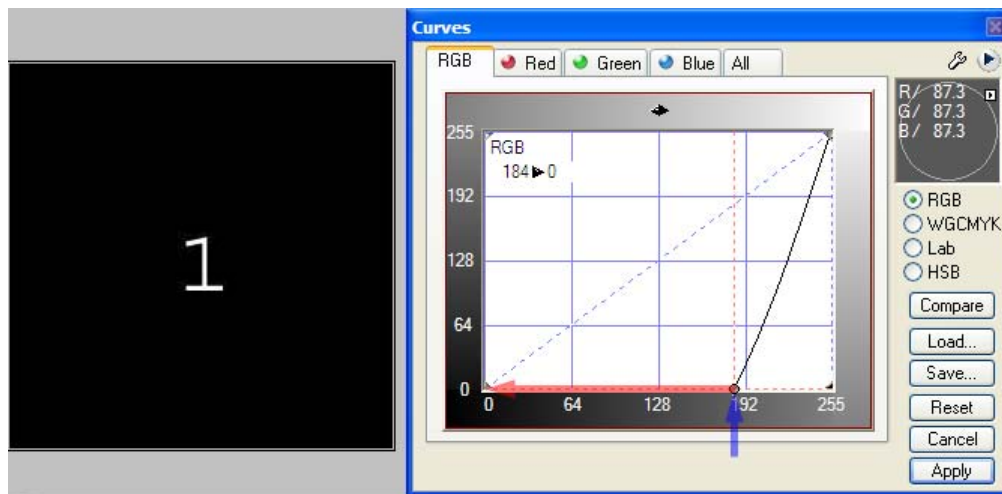 1
Curves
RGB Red Green Blue All
R/ 87.3
G/ 87.3
B/ 87.3
RGB
184▶0
255
192
128
64
0
0 64 128 192 255
RGB
WGCMYK
Lab
HSB
Compare
Load...
Save...
Reset
Cancel
Apply